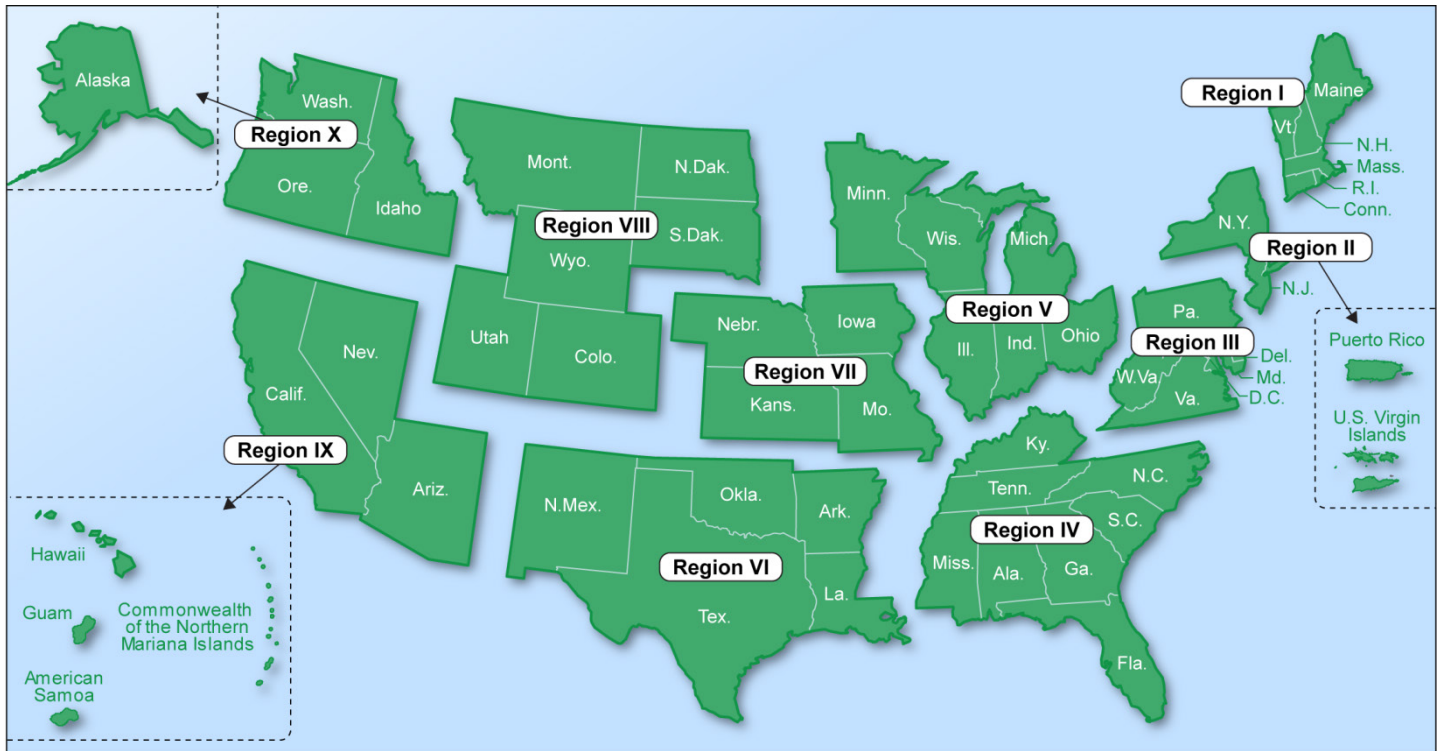 Alaska
Region X
Wash.
Ore.
Idaho
Mont.
N.Dak.
Region VIII
S.Dak.
Wyo.
Utah
Colo.
Minn.
Wis.
Mich.
Region V
Ill.
Ind.
Ohio
Region I
Maine
Vt.
N.H.
Mass.
R.I.
Conn.
N.Y.
Region II
N.J.
Puerto Rico
U.S. Virgin
Islands
Pa.
Region III
Del.
Md.
D.C.
W.Va
Va.
Nebr.
Iowa
Region VII
Kans.
Mo.
Nev.
Calif.
Region IX
Ariz.
Hawaii
Guam
Commonwealth
of the Northern
Mariana Islands
American
Samoa
N.Mex.
Okla.
Ark.
Region VI
Tex.
La.
Ky.
Tenn.
N.C.
S.C.
Region IV
Miss.
Ala.
Ga.
Fla.